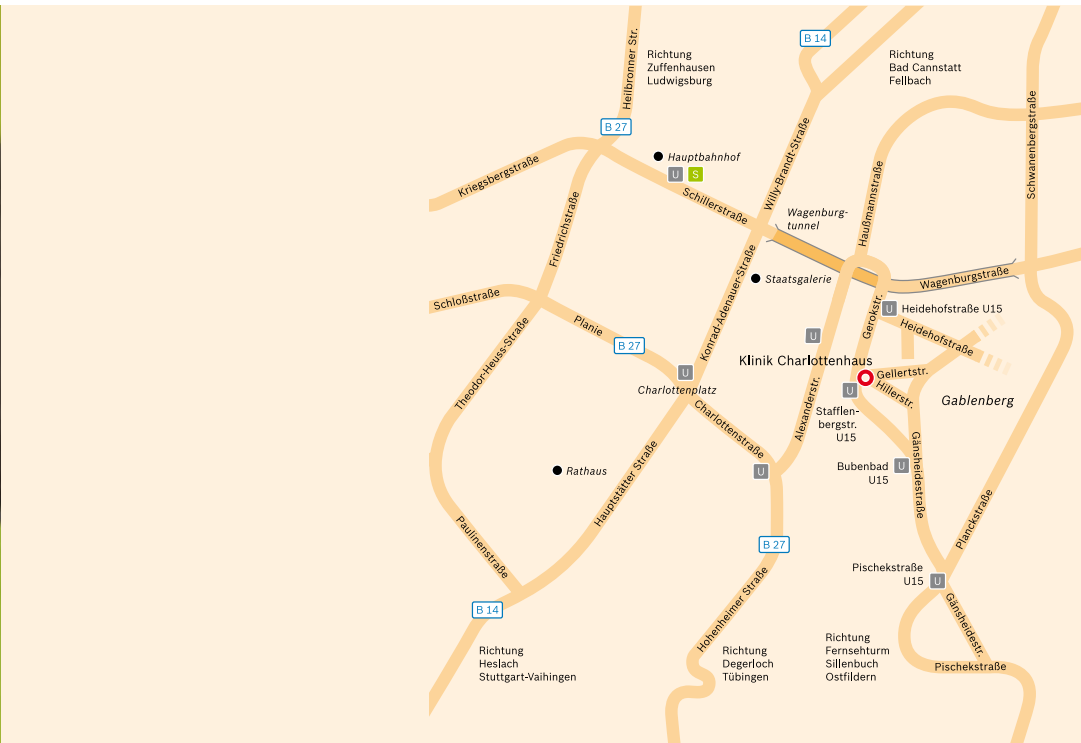 B 14
Richtung
Zuffenhausen
Ludwigsburg
Richtung
Bad Cannstatt
Fellbach
Heilbronner Str.
B 27
Hauptbahnhof
U
S
Kriegsbergstraße
Schillerstraße
Willy-Brandt-Straße
Schwanenbergstraße
Haußmannstraße
Wagenburg-
tunnel
Friedrichstraße
Konrad-Adenauer-Straße
Staatsgalerie
Wagenburgstraße
Schloßstraße
Gerokstr.
U
Heidehofstraße U15
Heidehofstraße
Planie
B 27
U
Theodor-Heuss-Straße
Klinik Charlottenhaus
Gellertstr.
Hillerstr.
U
Charlottenplatz
U
Stafflen-
bergstr.
U15
Gablenberg
Alexanderstr.
Charlottenstraße
Gänsheidestraße
Rathaus
Hauptstätter Straße
U
Bubenbad
U15
U
Planckstraße
Paulinenstraße
B 27
Pischekstraße
U15
U
B 14
Hohenheimer Straße
Gänsheidestr.
Richtung
Heslach
Stuttgart-Vaihingen
Richtung
Degerloch
Tübingen
Richtung
Fernsehturm
Sillenbuch
Ostfildern
Pischekstraße